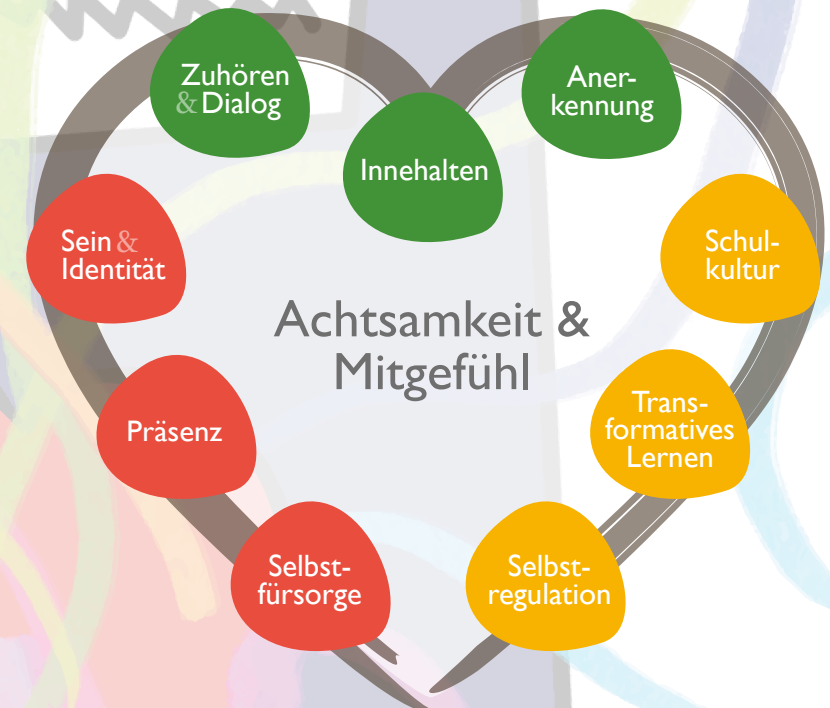 Zuhören
& Dialog
Innehalten
Aner-
kennung
Sein &
Identität
Schul-
kultur
Achtsamkeit &
Mitgefühl
Präsenz
Trans-
formatives
Lernen
Selbst-
fürsorge
Selbst-
regulation